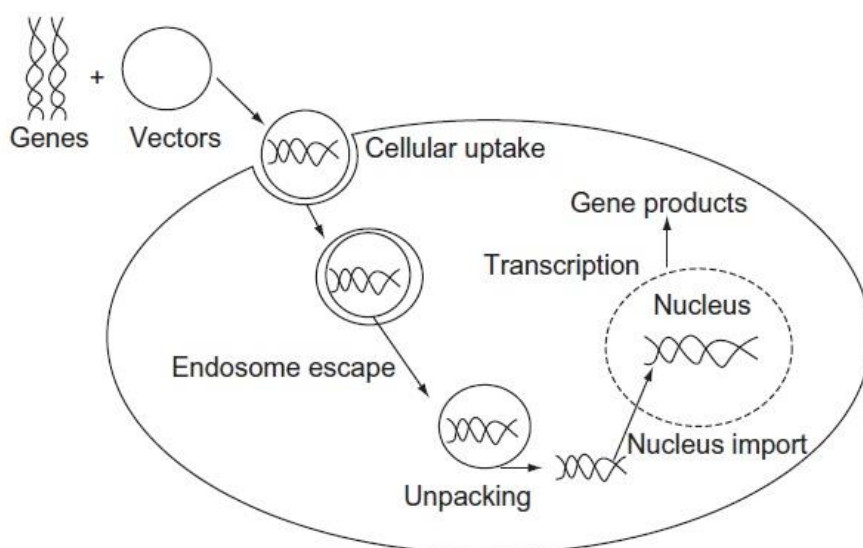 +
Genes
Vectors
Cellular uptake
Gene products
Transcription
Nucleus
Endosome escape
Nucleus import
Unpacking